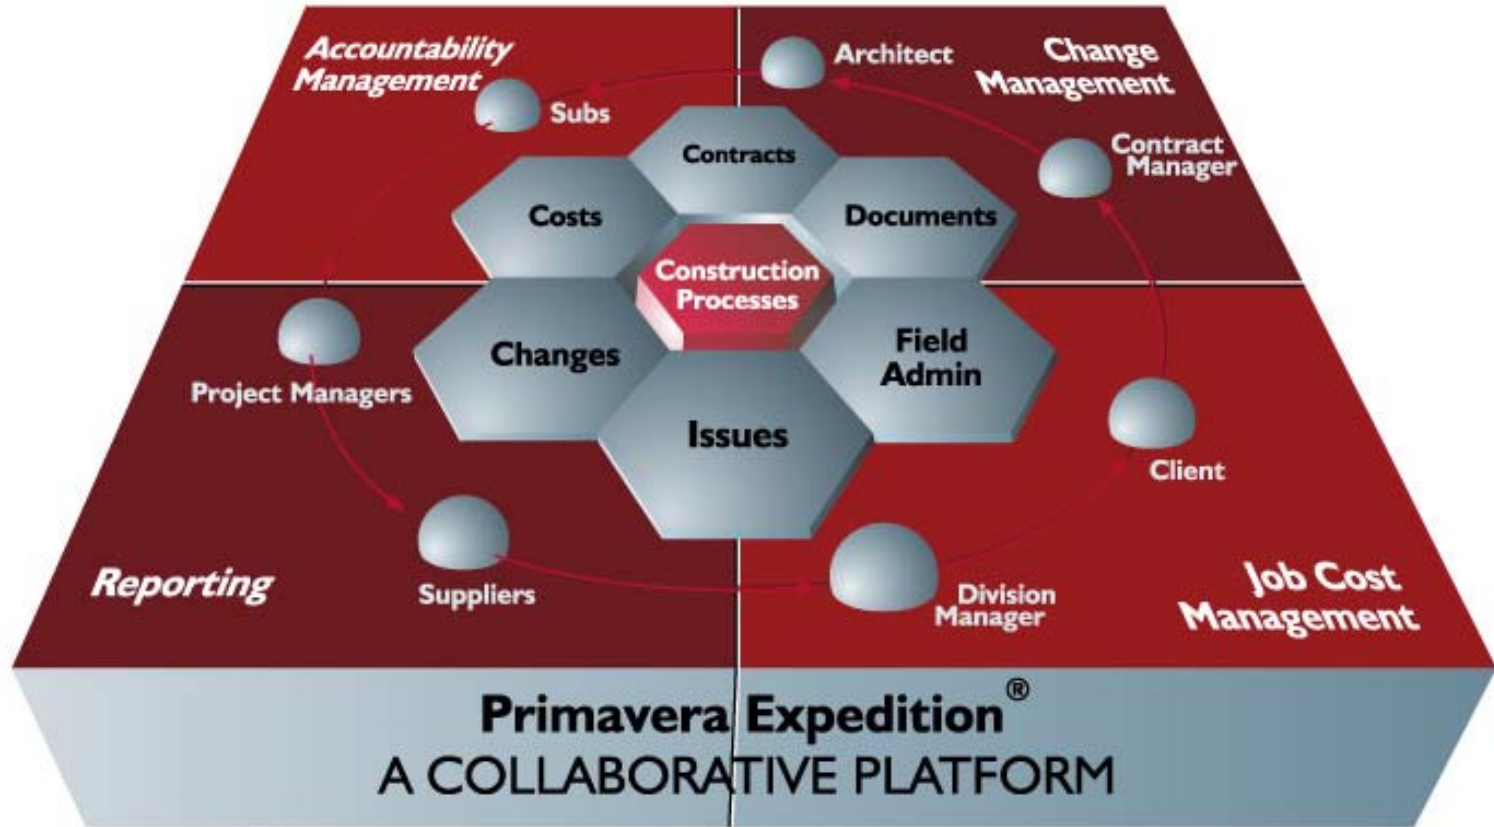 Accountability
Management
Architect
Change
Management
Subs
Contract
Manager
Contracts
Costs
Documents
Construction
Processes
Changes
Field
Admin
Project Managers
Issues
Client
Reporting
Suppliers
Division
Manager
Job Cost
Management
Primavera Expedition®
A COLLABORATIVE PLATFORM